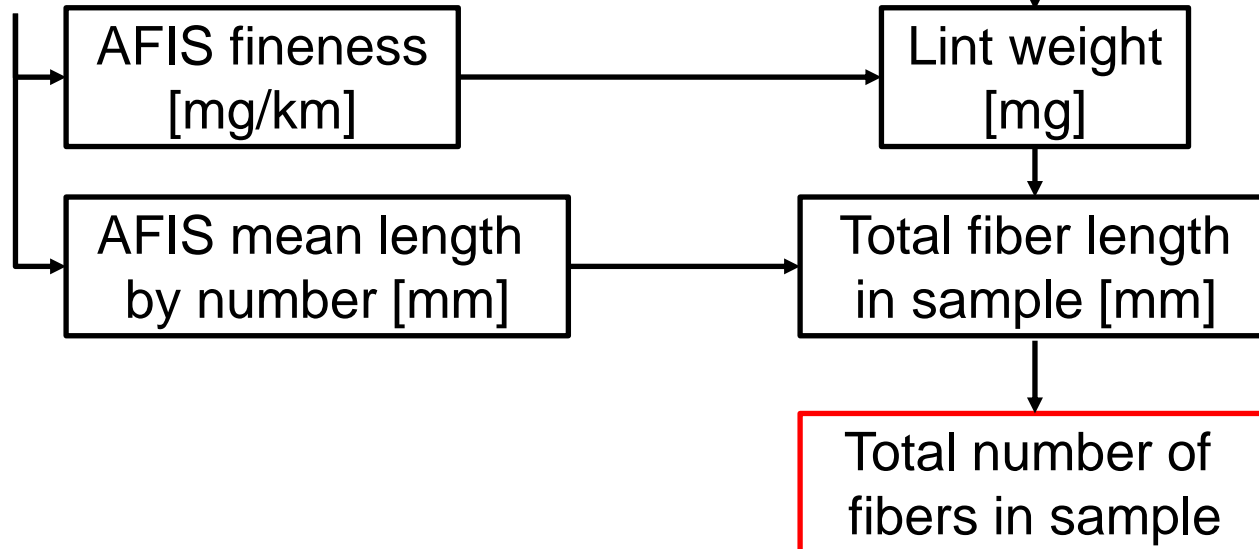 AFIS fineness
[mg/km]
Lint weight
[mg]
AFIS mean length
by number [mm]
Total fiber length
in sample [mm]
Total number of
fibers in sample